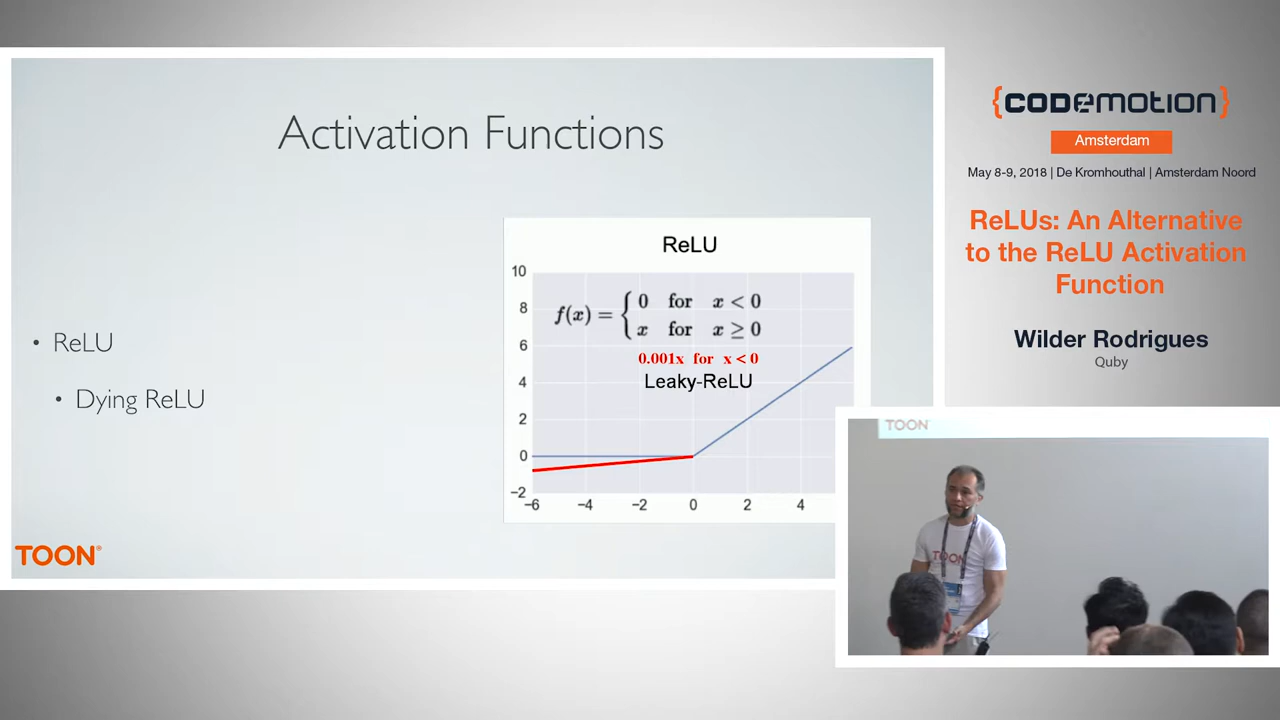 Activation Functions
• ReLU
• Dying ReLU
ReLU
10
8
6
4
2
0
−2
−6
−4
−2
0
2
4
f(x) = { 0 for x < 0
x for x ≥ 0
0.001x for x < 0
Leaky-ReLU
TOON®
{CODEMOTION}
Amsterdam
May 8-9, 2018 | De Kromhouthal | Amsterdam Noord
ReLUs: An Alternative
to the ReLU Activation
Function
Wilder Rodrigues
Quby
TOON
TOON